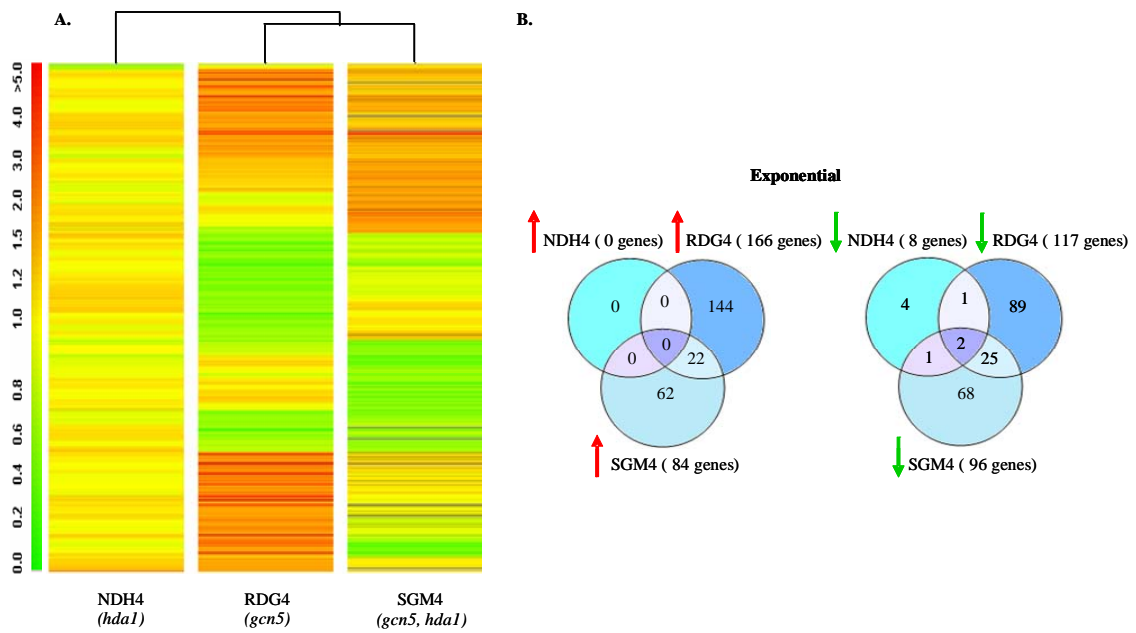 A.
B.
>5.0
4.0
3.0
2.0
1.5
1.2
1.0
0.8
0.6
0.4
0.2
0.0
NDH4
(hda1)
RDG4
(gcn5)
SGM4
(gcn5, hda1)
Exponential
NDH4 ( 0 genes)
RDG4 ( 166 genes)
NDH4 ( 8 genes)
RDG4 ( 117 genes)
0
0
144
0
0
22
62
SGM4 ( 84 genes)
4
1
89
2
1
25
68
SGM4 ( 96 genes)